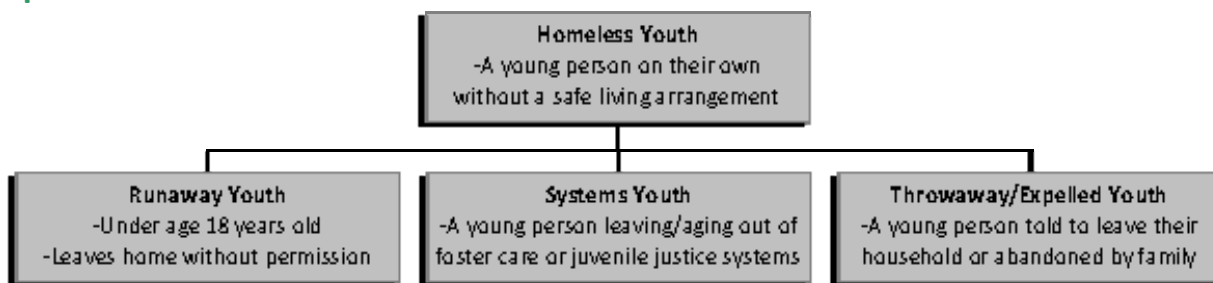 Homeless Youth
-A young person on their own
without a safe living arrangement
Runaway Youth
-Under age 18 years old
-Leaves home without permission
Systems Youth
-A young person leaving/aging out of
foster care or juvenile justice systems
Throwaway/Expelled Youth
-A young person told to leave their
household or abandoned by family